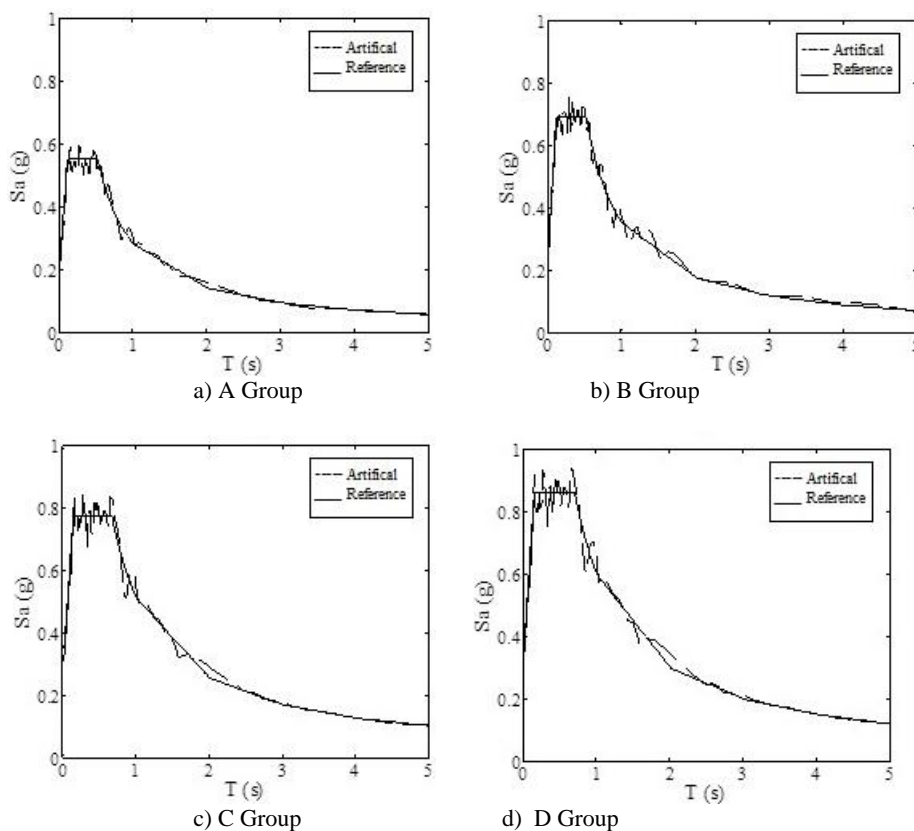 1
0.8
0.6
0.4
0.2
0
Sa (g)
Artifical
Reference
0 1 2 3 4 5
T (s)
a) A Group
1
0.8
0.6
0.4
0.2
0
Sa (g)
Artifical
Reference
0 1 2 3 4 5
T (s)
b) B Group
1
0.8
0.6
0.4
0.2
0
Sa (g)
Artifical
Reference
0 1 2 3 4 5
T (s)
c) C Group
1
0.8
0.6
0.4
0.2
0
Sa (g)
Artifical
Reference
0 1 2 3 4 5
T (s)
d) D Group